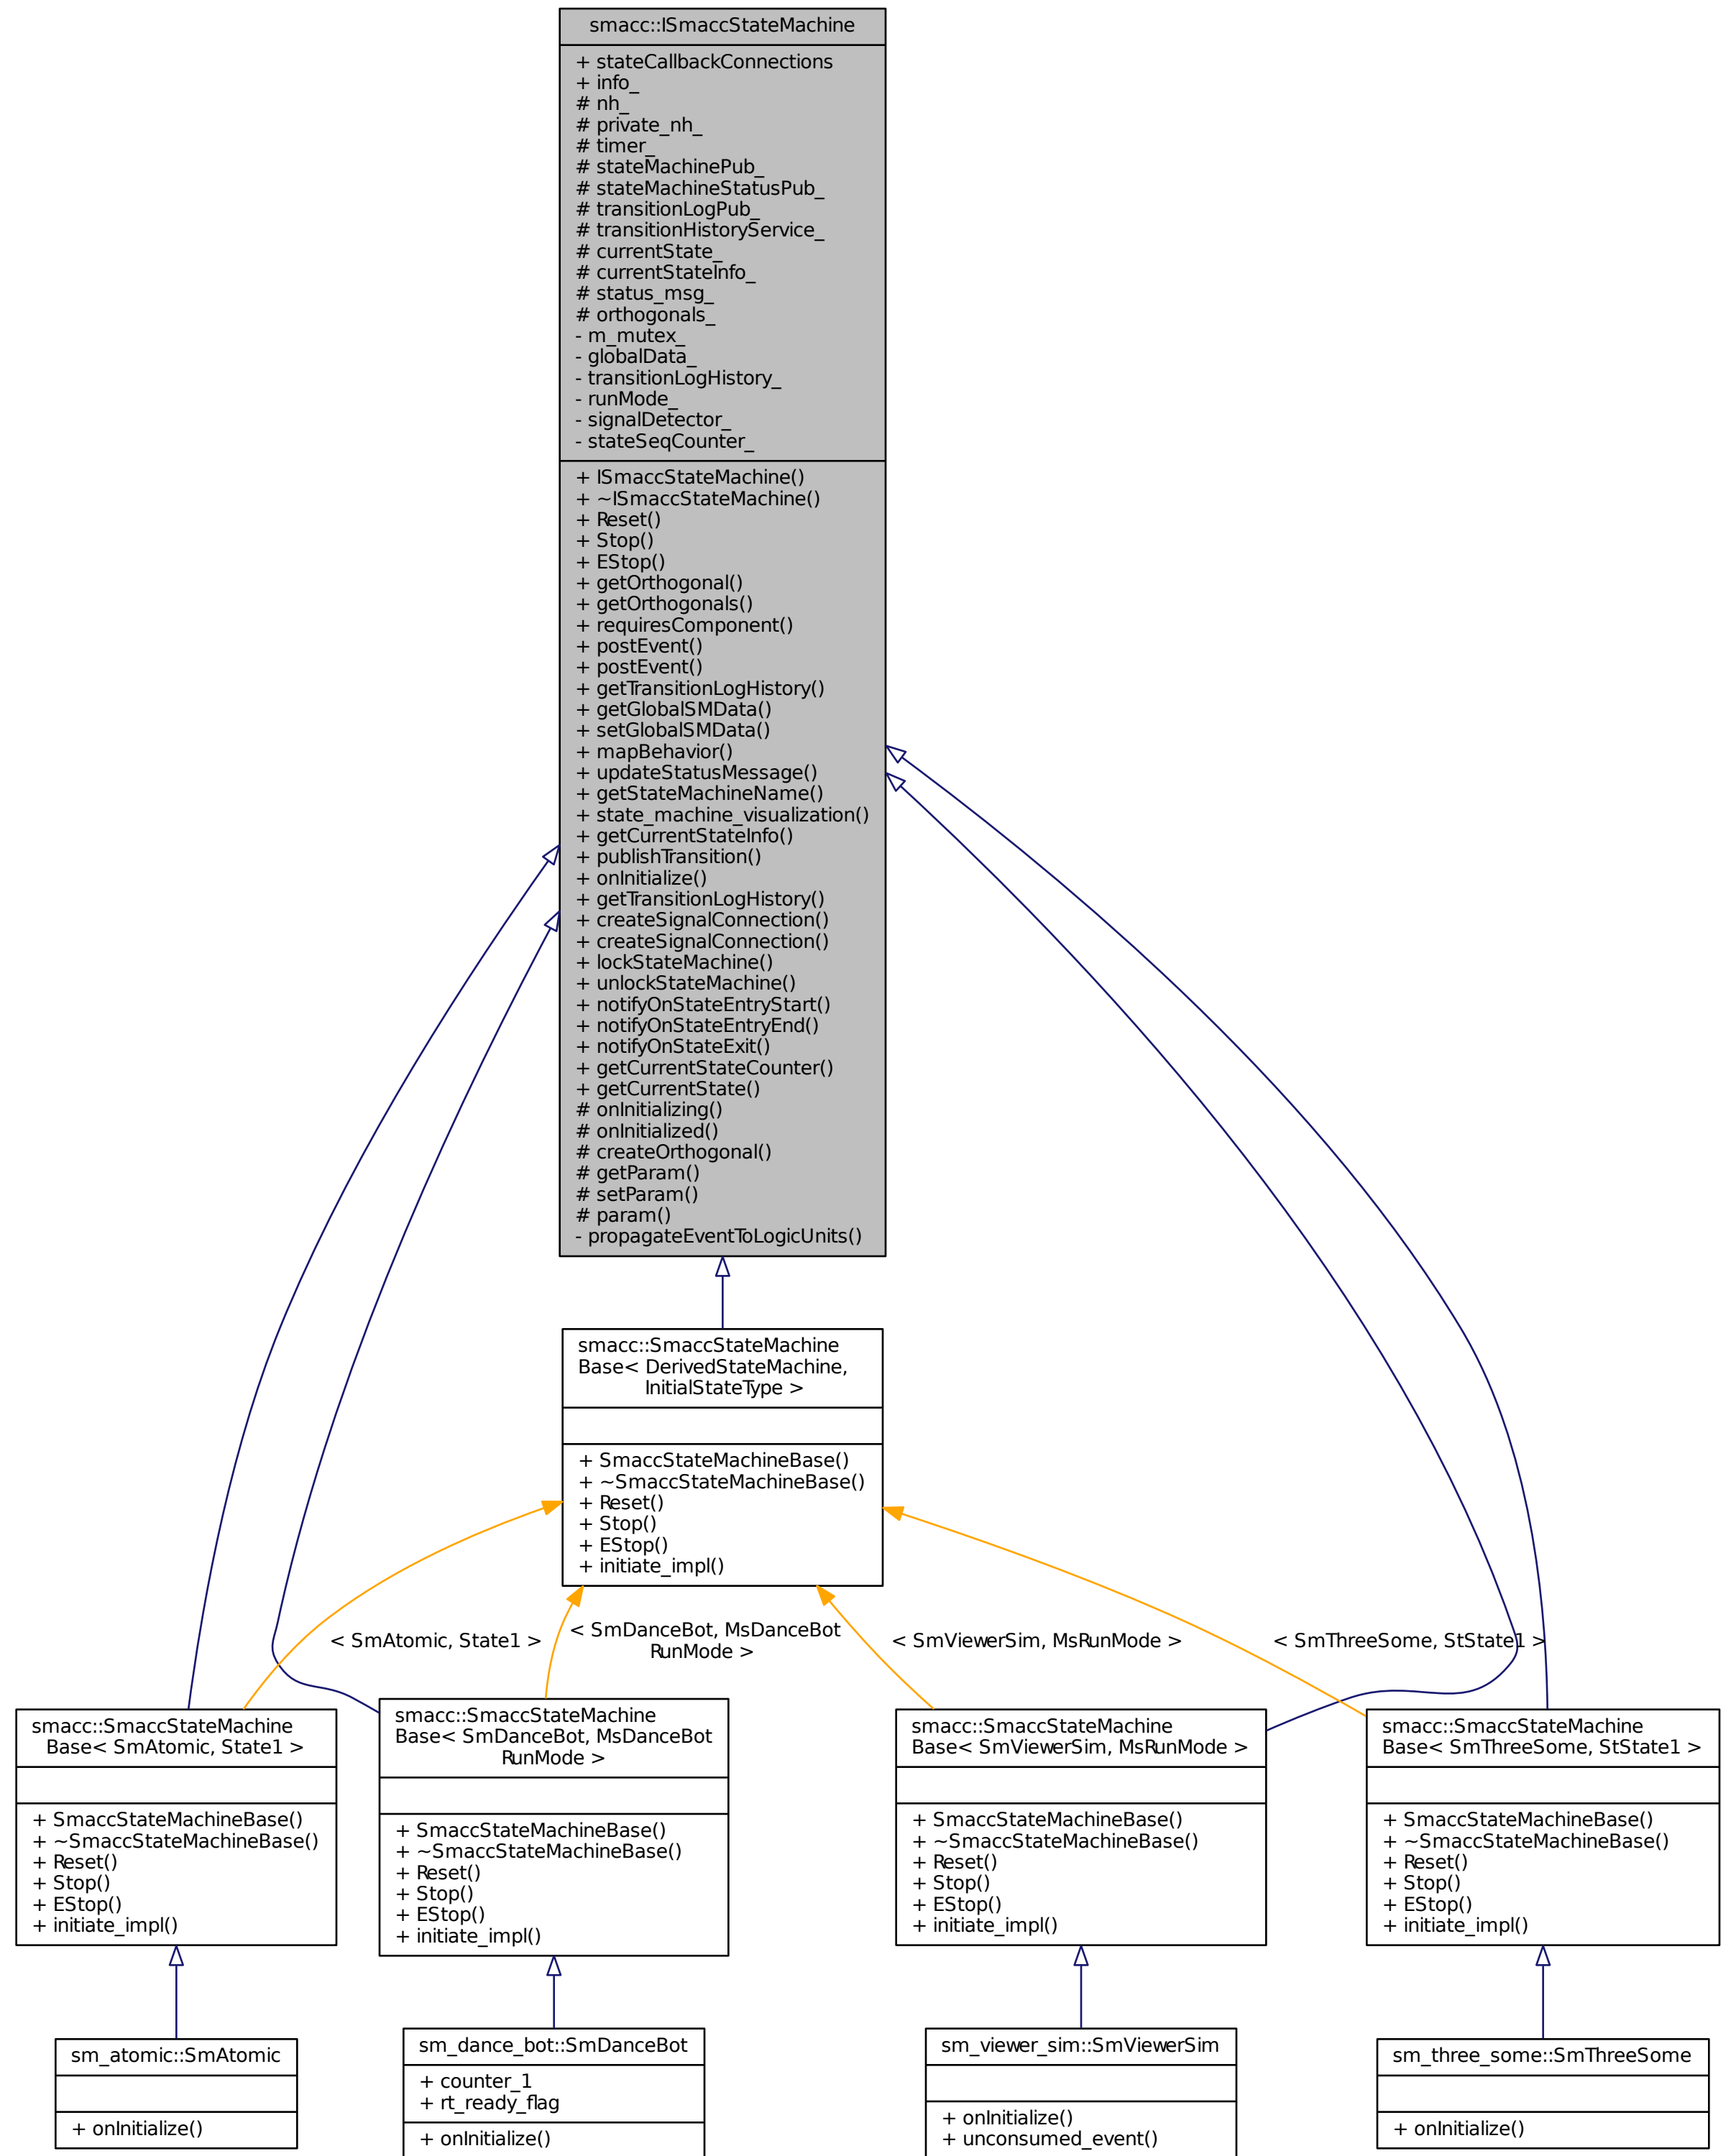 smacc::ISmaccStateMachine
+ stateCallbackConnections
+ info_
# nh_
# private_nh_
# timer_
# stateMachinePub_
# stateMachineStatusPub_
# transitionLogPub_
# transitionHistoryService_
# currentState_
# currentStateInfo_
# status_msg_
# orthogonals_
- m_mutex_
- globalData_
- transitionLogHistory_
- runMode_
- signalDetector_
- stateSeqCounter_
+ ISmaccStateMachine()
+ ~ISmaccStateMachine()
+ Reset()
+ Stop()
+ EStop()
+ getOrthogonal()
+ getOrthogonals()
+ requiresComponent()
+ postEvent()
+ postEvent()
+ getTransitionLogHistory()
+ getGlobalSMData()
+ setGlobalSMData()
+ mapBehavior()
+ updateStatusMessage()
+ getStateMachineName()
+ state_machine_visualization()
+ getCurrentStateInfo()
+ publishTransition()
+ onInitialize()
+ getTransitionLogHistory()
+ createSignalConnection()
+ createSignalConnection()
+ lockStateMachine()
+ unlockStateMachine()
+ notifyOnStateEntryStart()
+ notifyOnStateEntryEnd()
+ notifyOnStateExit()
+ getCurrentStateCounter()
+ getCurrentState()
# onInitializing()
# onInitialized()
# createOrthogonal()
# getParam()
# setParam()
# param()
- propagateEventToLogicUnits()
smacc::SmaccStateMachine
Base< DerivedStateMachine,
InitialStateType >
+ SmaccStateMachineBase()
+ ~SmaccStateMachineBase()
+ Reset()
+ Stop()
+ EStop()
+ initiate_impl()
< SmAtomic, State1 >
< SmDanceBot, MsDanceBot
RunMode >
< SmViewerSim, MsRunMode >
< SmThreeSome, StState1 >
smacc::SmaccStateMachine
Base< SmAtomic, State1 >
+ SmaccStateMachineBase()
+ ~SmaccStateMachineBase()
+ Reset()
+ Stop()
+ EStop()
+ initiate_impl()
smacc::SmaccStateMachine
Base< SmDanceBot, MsDanceBot
RunMode >
+ SmaccStateMachineBase()
+ ~SmaccStateMachineBase()
+ Reset()
+ Stop()
+ EStop()
+ initiate_impl()
smacc::SmaccStateMachine
Base< SmViewerSim, MsRunMode >
+ SmaccStateMachineBase()
+ ~SmaccStateMachineBase()
+ Reset()
+ Stop()
+ EStop()
+ initiate_impl()
smacc::SmaccStateMachine
Base< SmThreeSome, StState1 >
+ SmaccStateMachineBase()
+ ~SmaccStateMachineBase()
+ Reset()
+ Stop()
+ EStop()
+ initiate_impl()
sm_atomic::SmAtomic
+ onInitialize()
sm_dance_bot::SmDanceBot
+ counter_1
+ rt_ready_flag
+ onInitialize()
sm_viewer_sim::SmViewerSim
+ onInitialize()
+ unconsumed_event()
sm_three_some::SmThreeSome
+ onInitialize()